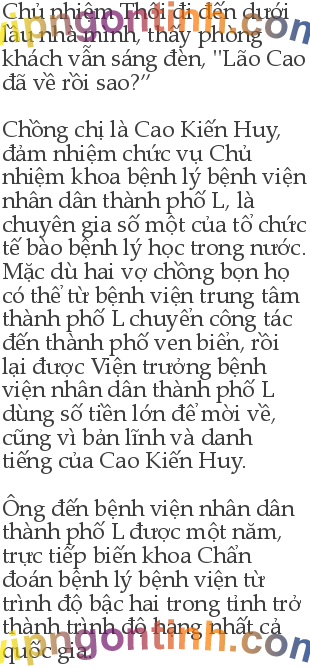 Chủ nhiệm Thôi đi đến dưới
lầu nhà mình, thấy phòng
khách vẫn sáng đèn, "Lão Cao
đã về rồi sao?”
Chồng chị là Cao Kiến Huy,
đảm nhiệm chức vụ Chủ
nhiệm khoa bệnh lý bệnh viện
nhân dân thành phố L, là
chuyên gia số một của tổ chức
tế bào bệnh lý học trong nước.
Mặc dù hai vợ chồng bọn họ
có thể từ bệnh viện trung tâm
thành phố L chuyển công tác
đến thành phố ven biển, rồi
lại được Viện trưởng bệnh
viện nhân dân thành phố L
dùng số tiền lớn để mời về,
cũng vì bản lĩnh và danh
tiếng của Cao Kiến Huy.
Ông đến bệnh viện nhân dân
thành phố L được một năm,
trực tiếp biến khoa Chẩn
đoán bệnh lý bệnh viện từ
trình độ bậc hai trong tỉnh trở
thành trình độ hạng nhất cả
quốc gia
vipngontinh.com
vipngontinh.com